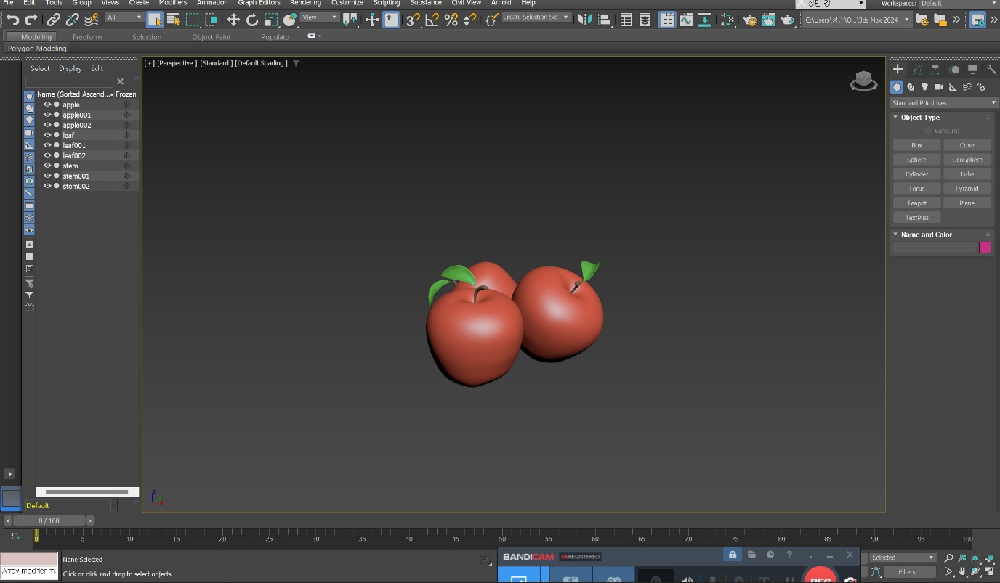 File Edit Tools Group Views Create Modifiers Animation Graph Editors Rendering Customize Scripting Substance Civil View Arnold Help
성민 강 Workspaces: Default
All View Create Selection Set C:\Users\성민\O...\3ds Max 2024
Modeling Freeform Selection Object Paint Populate
Polygon Modeling
Select Display Edit
[+] [Perspective ] [Standard ] [Default Shading ]
Name (Sorted Ascend... Frozen
apple
apple001
apple002
leaf
leaf001
leaf002
stem
stem001
stem002
Standard Primitives
Object Type
AutoGrid
Box Cone
Sphere GeoSphere
Cylinder Tube
Torus Pyramid
Teapot Plane
TextPlus
Name and Color
z
Default
< 0 / 100 >
0 5 10 15 20 25 30 35 40 45 50 55 60 65 70 75 80 85 90 95 100
None Selected
Array modifier
Click or click-and-drag to select objects
BANDICAM UNREGISTERED
REC
Selected
Filters...